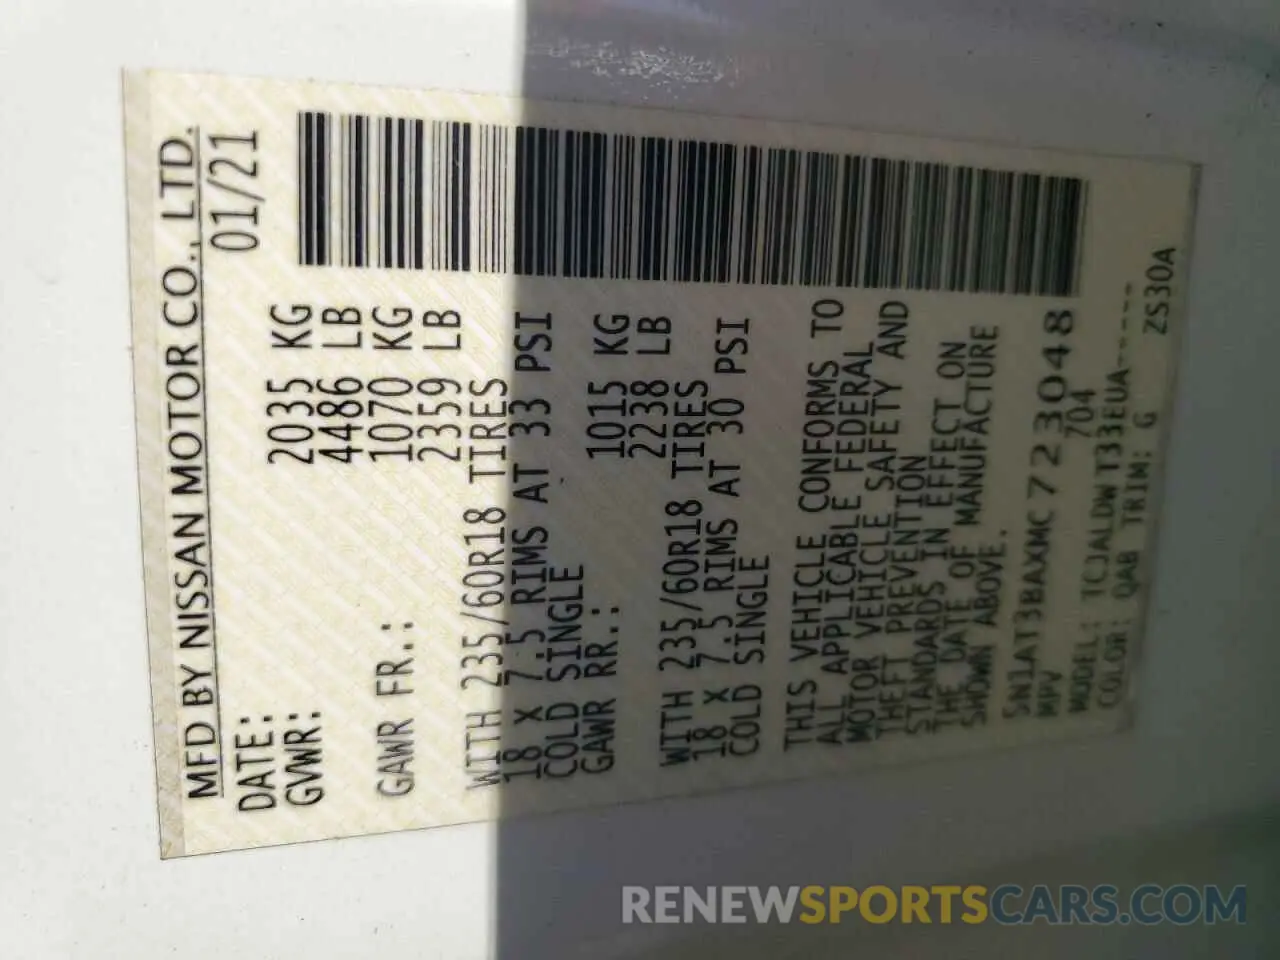 MFD BY NISSAN MOTOR CO., LTD.
DATE: 01/21
GVWR: 2035 KG
4486 LB
GAWR FR.: 1070 KG
2359 LB
WITH 235/60R18 TIRES
18 X 7.5 RIMS AT 33 PSI
COLD SINGLE
GAWR RR.: 1015 KG
2238 LB
WITH 235/60R18 TIRES
18 X 7.5 RIMS AT 30 PSI
COLD SINGLE
THIS VEHICLE CONFORMS TO
ALL APPLICABLE FEDERAL
MOTOR VEHICLE SAFETY AND
THEFT PREVENTION
STANDARDS IN EFFECT ON
THE DATE OF MANUFACTURE
SHOWN ABOVE.
5N1AT3BAXMC723048
MPV 704
MODEL: TCJALDWT33EUA-----
COLOR: QAB TRIM: G ZS30A
RENEWSPORTSCARS.COM